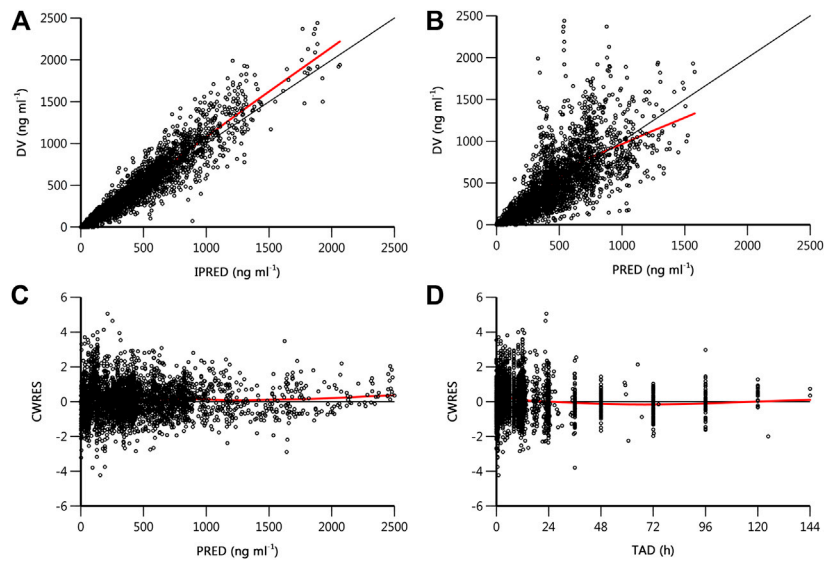 A
B
2500
2000
1500
1000
500
0
DV (ng ml-1)
0 500 1000 1500 2000 2500
IPRED (ng ml-1)
2500
2000
1500
1000
500
0
DV (ng ml-1)
0 500 1000 1500 2000 2500
PRED (ng ml-1)
C
D
6
4
2
0
-2
-4
-6
CWRES
0 500 1000 1500 2000 2500
PRED (ng ml-1)
6
4
2
0
-2
-4
-6
CWRES
0 24 48 72 96 120 144
TAD (h)